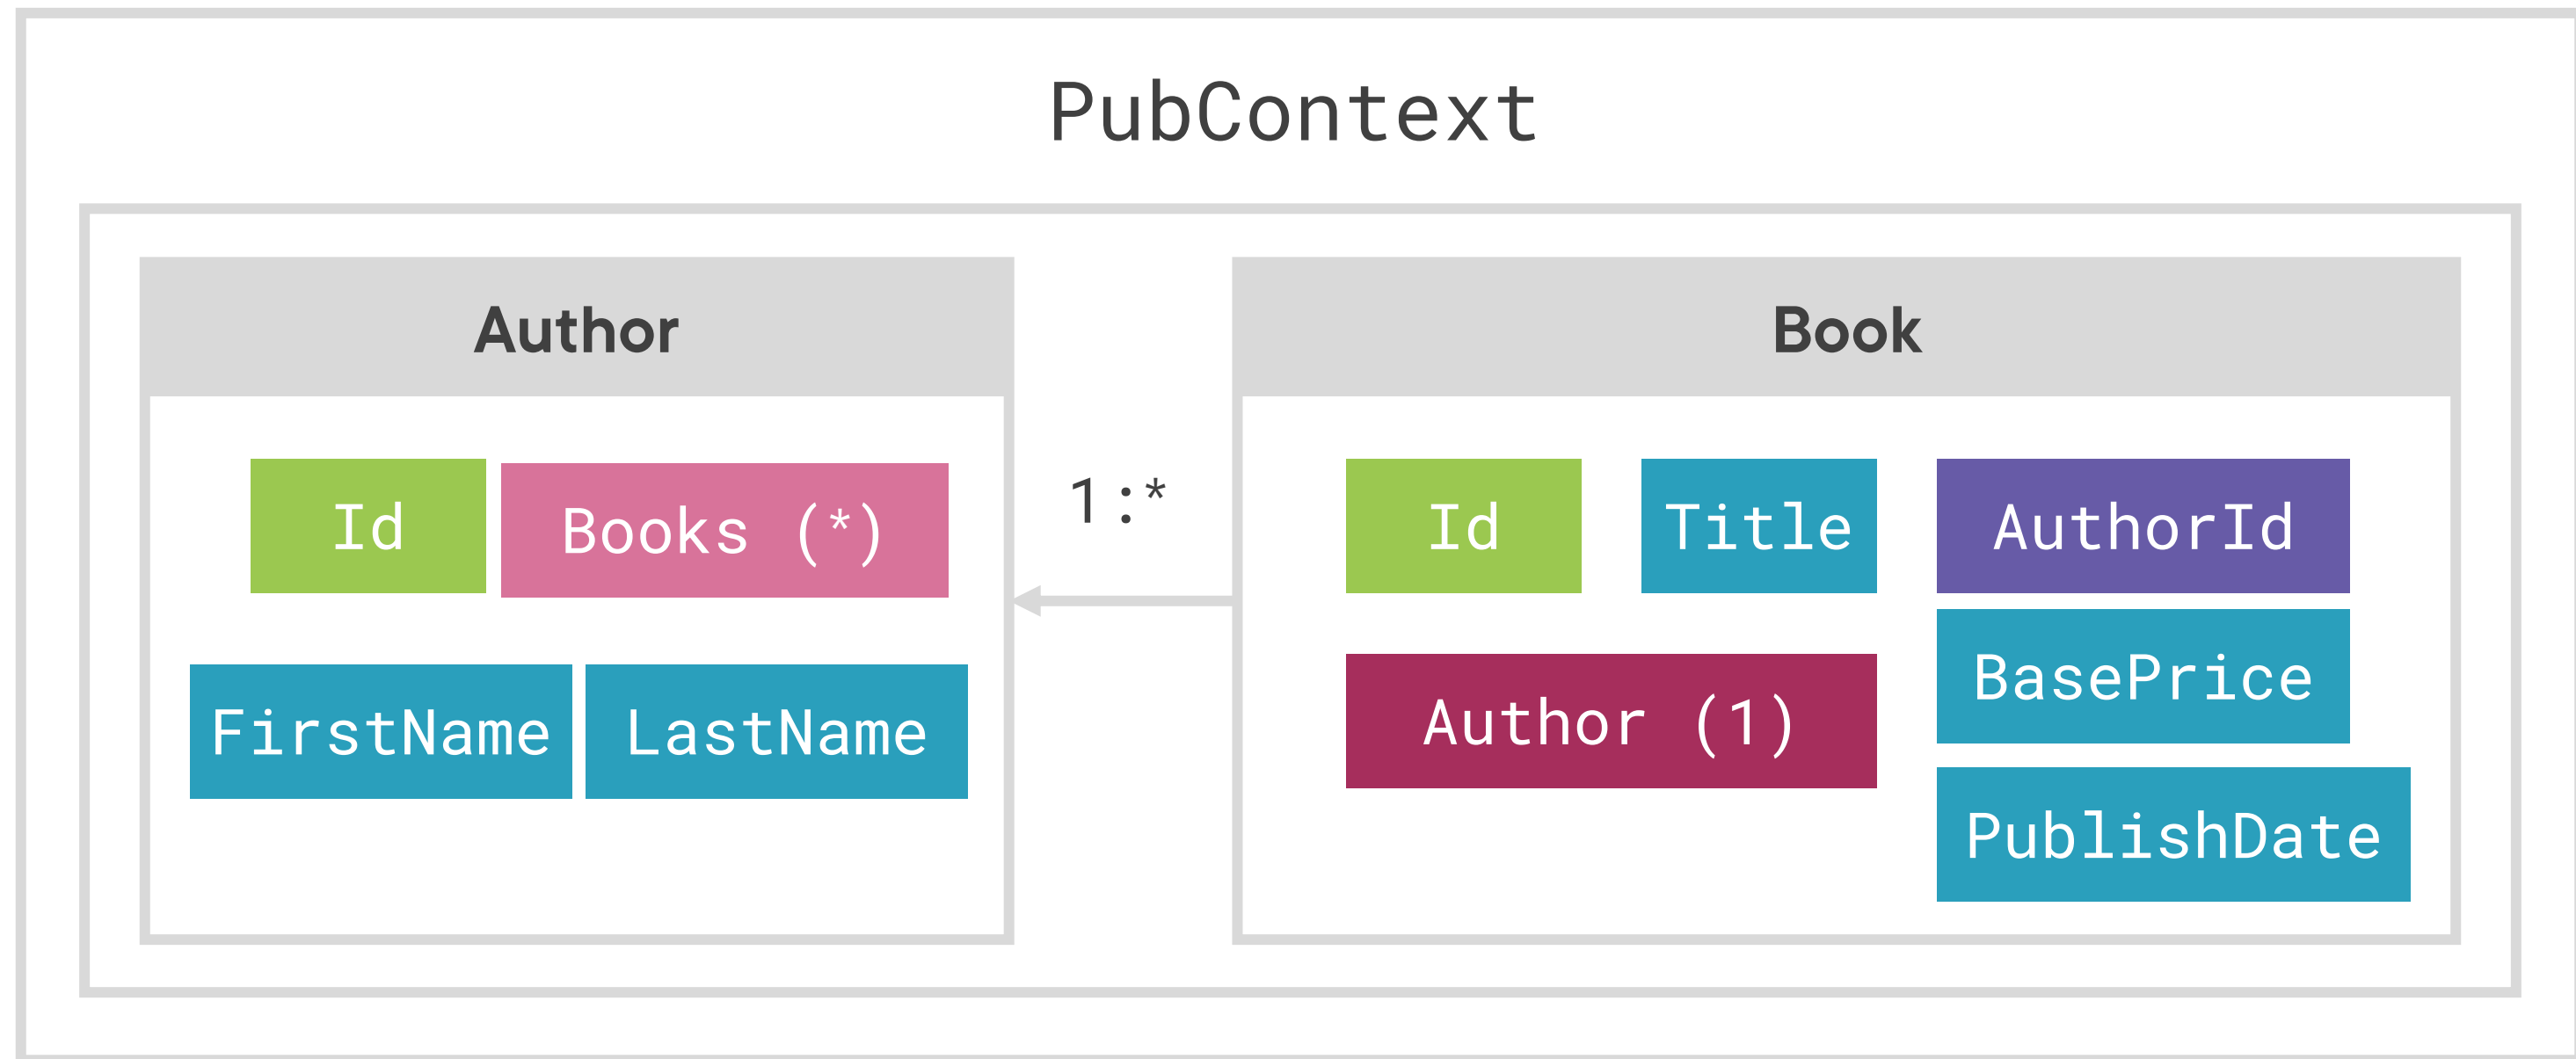 PubContext
Author
Id
Books (*)
FirstName
LastName
1:*
Book
Id
Title
AuthorId
Author (1)
BasePrice
PublishDate